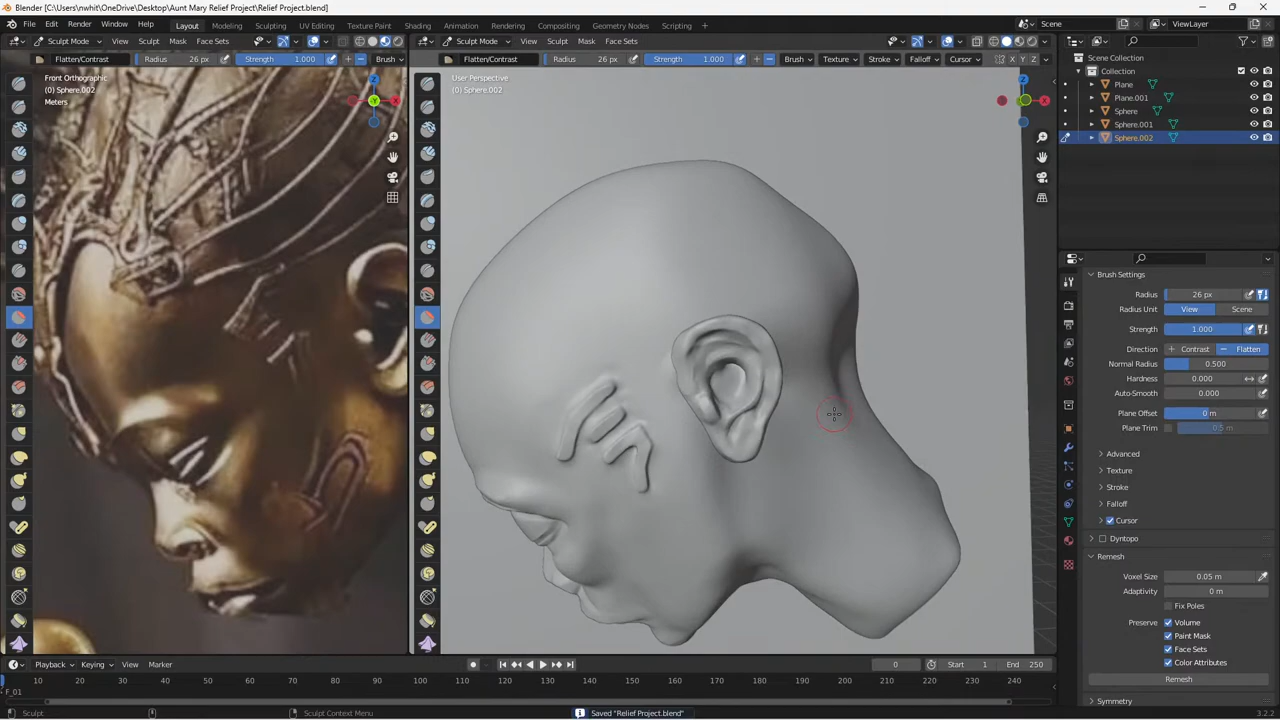 Blender [C:\Users\nwhit\OneDrive\Desktop\Aunt Mary Relief Project\Relief Project.blend]
File Edit Render Window Help Layout Modeling Sculpting UV Editing Texture Paint Shading Animation Rendering Compositing Geometry Nodes Scripting + Scene ViewLayer
Sculpt Mode View Sculpt Mask Face Sets
Flatten/Contrast Radius 26 px Strength 1.000 Brush
Front Orthographic
(0) Sphere.002
Meters
Sculpt Mode View Sculpt Mask Face Sets
Flatten/Contrast Radius 26 px Strength 1.000 Brush Texture Stroke Falloff Cursor X Y Z
User Perspective
(0) Sphere.002
Scene Collection
Collection
Plane
Plane.001
Sphere
Sphere.001
Sphere.002
Brush Settings
Radius 26 px
Radius Unit View Scene
Strength 1.000
Direction + Contrast − Flatten
Normal Radius 0.500
Hardness 0.000
Auto-Smooth 0.000
Plane Offset 0 m
Plane Trim 0.5 m
Advanced
Texture
Stroke
Falloff
Cursor
Dyntopo
Remesh
Voxel Size 0.05 m
Adaptivity 0 m
Fix Poles
Preserve Volume
Paint Mask
Face Sets
Color Attributes
Remesh
Symmetry
Playback Keying View Marker 0 Start 1 End 250
10 20 30 40 50 60 70 80 90 100 110 120 130 140 150 160 170 180 190 200 210 220 230 240
F_01
Sculpt Sculpt Context Menu Saved "Relief Project.blend" 3.2.2